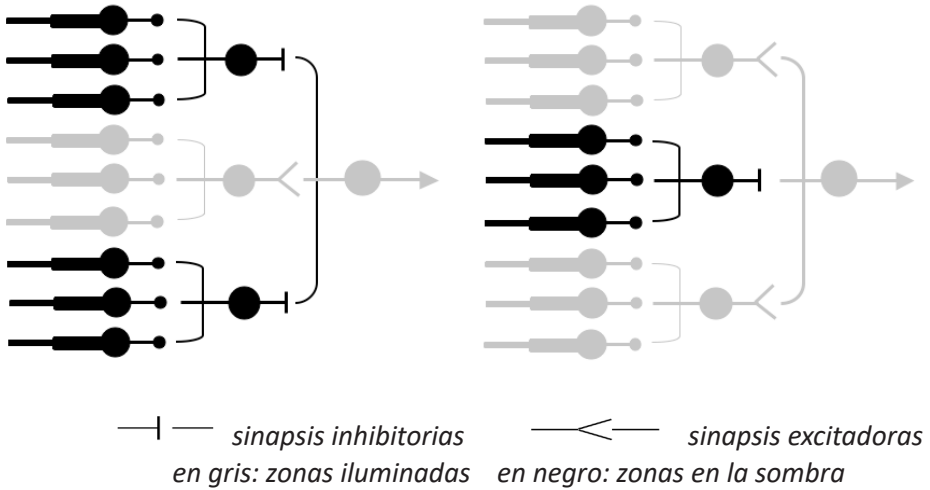 sinapsis inhibitorias
sinapsis excitadoras
en gris: zonas iluminadas en negro: zonas en la sombra